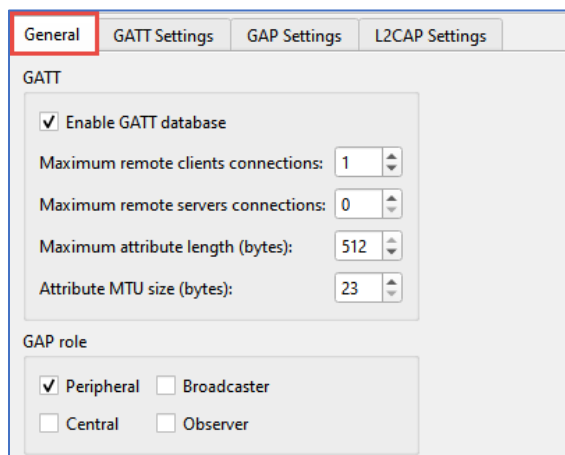 General GATT Settings GAP Settings L2CAP Settings
GATT
Enable GATT database
Maximum remote clients connections: 1
Maximum remote servers connections: 0
Maximum attribute length (bytes): 512
Attribute MTU size (bytes): 23
GAP role
Peripheral Broadcaster
Central Observer